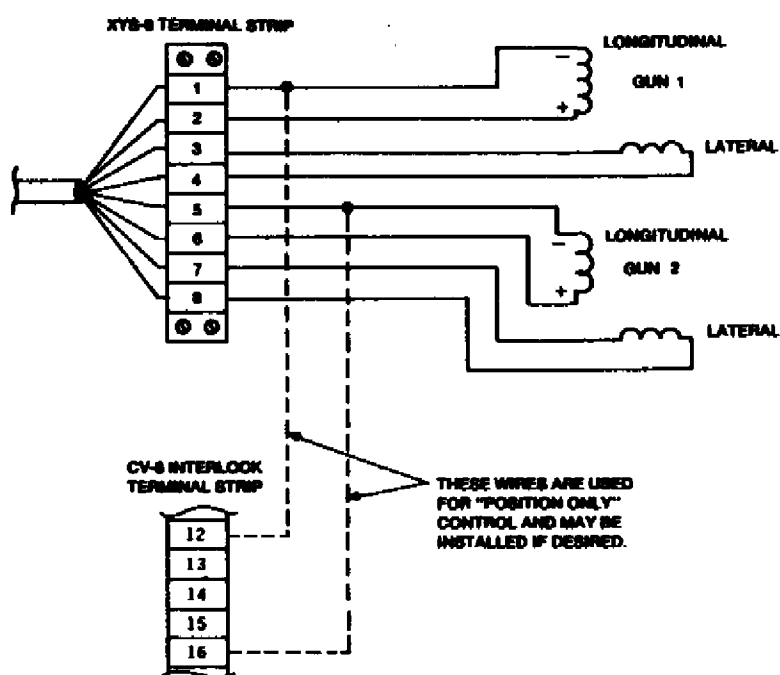 XYS-8 TERMINAL STRIP
1
2
3
4
5
6
7
8
LONGITUDINAL
GUN 1
−
+
LATERAL
LONGITUDINAL
GUN 2
−
+
LATERAL
CV-8 INTERLOCK
TERMINAL STRIP
12
13
14
15
16
THESE WIRES ARE USED
FOR "POSITION ONLY"
CONTROL AND MAY BE
INSTALLED IF DESIRED.